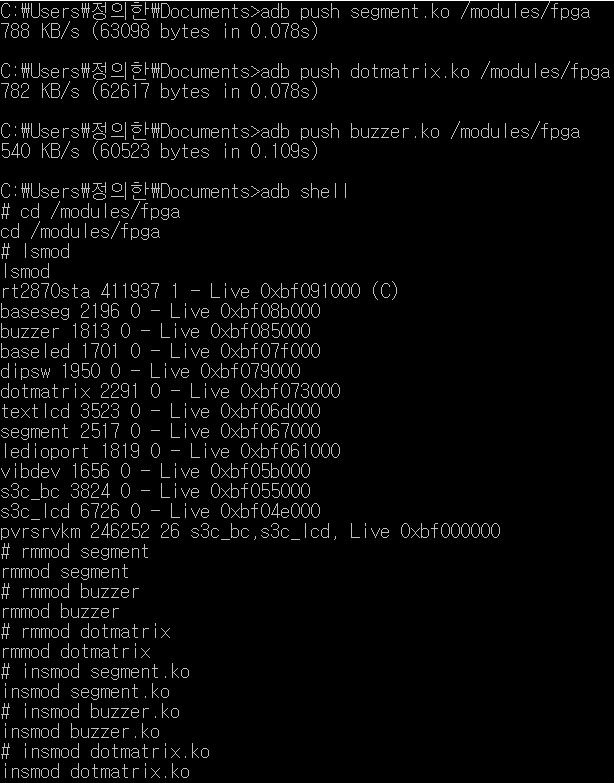 C:₩Users₩정의한₩Documents>adb push segment.ko /modules/fpga
788 KB/s (63098 bytes in 0.078s)
C:₩Users₩정의한₩Documents>adb push dotmatrix.ko /modules/fpga
782 KB/s (62617 bytes in 0.078s)
C:₩Users₩정의한₩Documents>adb push buzzer.ko /modules/fpga
540 KB/s (60523 bytes in 0.109s)
C:₩Users₩정의한₩Documents>adb shell
# cd /modules/fpga
cd /modules/fpga
# lsmod
lsmod
rt2870sta 411937 1 - Live 0xbf091000 (C)
baseseg 2196 0 - Live 0xbf08b000
buzzer 1813 0 - Live 0xbf085000
baseled 1701 0 - Live 0xbf07f000
dipsw 1950 0 - Live 0xbf079000
dotmatrix 2291 0 - Live 0xbf073000
textlcd 3523 0 - Live 0xbf06d000
segment 2517 0 - Live 0xbf067000
ledioport 1819 0 - Live 0xbf061000
vibdev 1656 0 - Live 0xbf05b000
s3c_bc 3824 0 - Live 0xbf055000
s3c_lcd 6726 0 - Live 0xbf04e000
pvrsrvkm 246252 26 s3c_bc,s3c_lcd, Live 0xbf000000
# rmmod segment
rmmod segment
# rmmod buzzer
rmmod buzzer
# rmmod dotmatrix
rmmod dotmatrix
# insmod segment.ko
insmod segment.ko
# insmod buzzer.ko
insmod buzzer.ko
# insmod dotmatrix.ko
insmod dotmatrix.ko